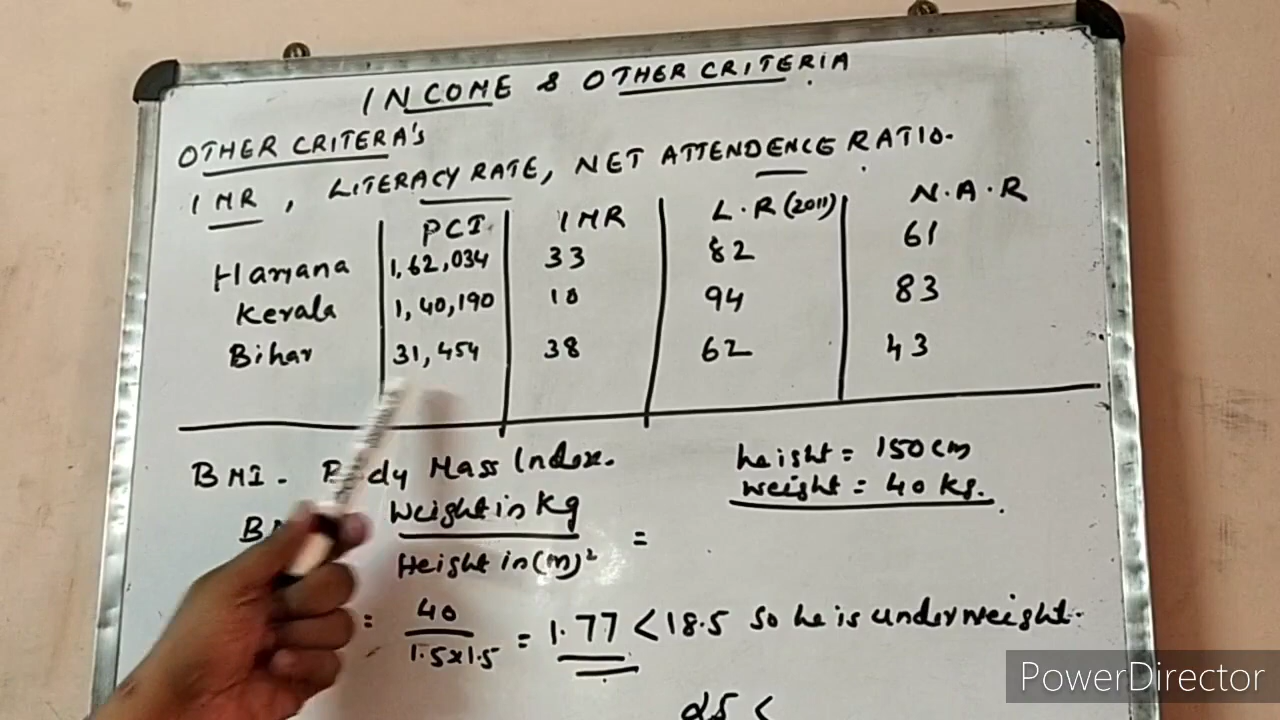 INCOME & OTHER CRITERIA
OTHER CRITERA'S
IMR, LITERACY RATE, NET ATTENDENCE RATIO.
PCI IMR L.R (2011) N.A.R
Haryana 1,62,034 33 82 61
Kerala 1,40,190 10 94 83
Bihar 31,454 38 62 43
BMI. Body Mass Index. height = 150 cm
weight = 40 kg.
Weight in Kg
Height in (m)² =
= 40
1.5x1.5 = 1.77 < 18.5 So he is underweight.
25 <
PowerDirector